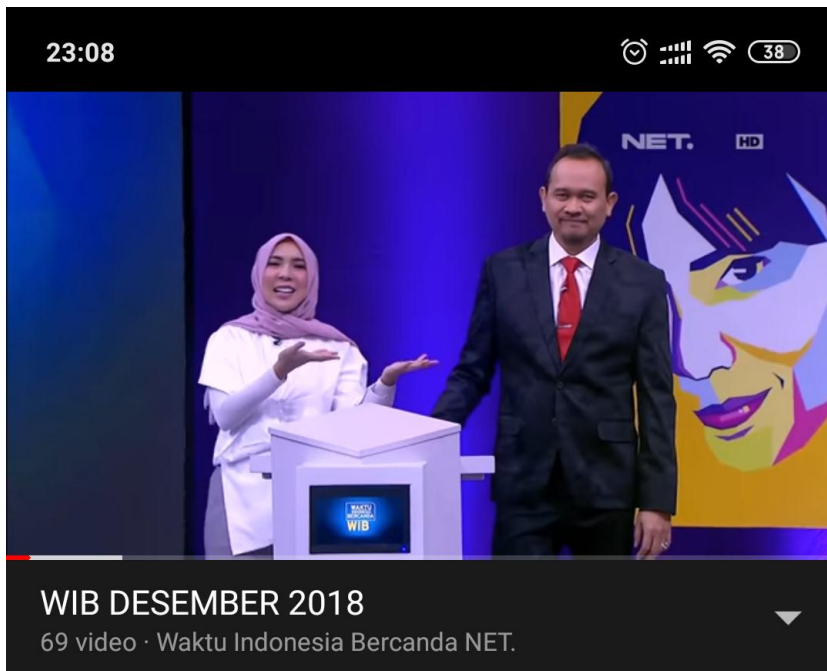 23:08
38
NET. HD
WAKTU
INDONESIA
BERCANDA
WIB
WIB DESEMBER 2018
69 video · Waktu Indonesia Bercanda NET.